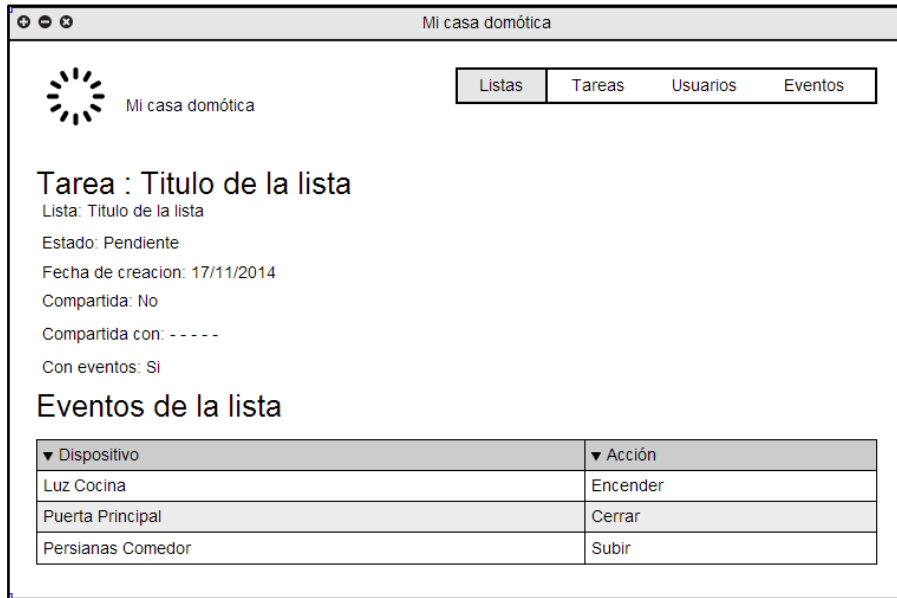 Mi casa domótica
Listas Tareas Usuarios Eventos
Mi casa domótica
Tarea : Titulo de la lista
Lista: Titulo de la lista
Estado: Pendiente
Fecha de creacion: 17/11/2014
Compartida: No
Compartida con: - - - - -
Con eventos: Si
Eventos de la lista
Dispositivo Acción
Luz Cocina Encender
Puerta Principal Cerrar
Persianas Comedor Subir